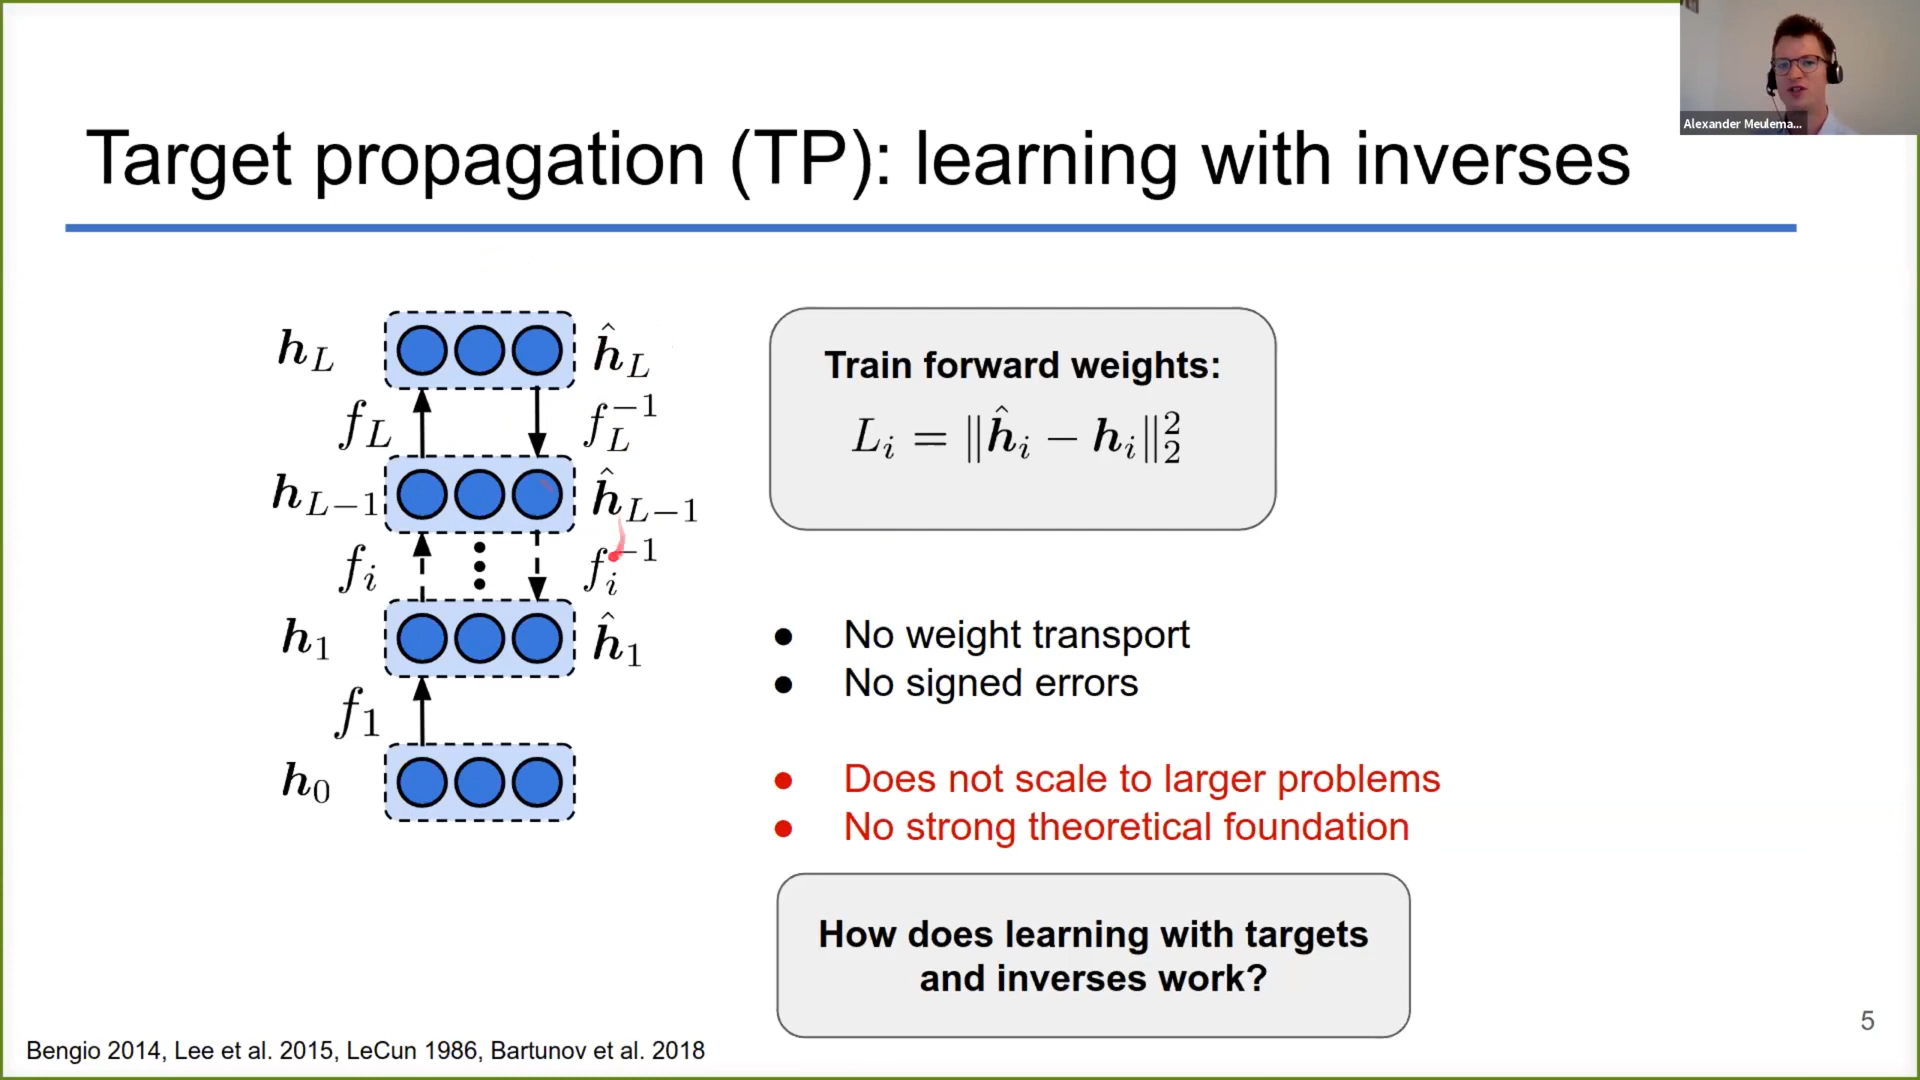 Alexander Meulema...
Target propagation (TP): learning with inverses
h_L ĥ_L
f_L f_L^{-1}
h_{L-1} ĥ_{L-1}
f_i f_i^{-1}
h_1 ĥ_1
f_1
h_0
Train forward weights:
L_i = ‖ĥ_i − h_i‖_2^2
● No weight transport
● No signed errors
● Does not scale to larger problems
● No strong theoretical foundation
How does learning with targets
and inverses work?
5
Bengio 2014, Lee et al. 2015, LeCun 1986, Bartunov et al. 2018